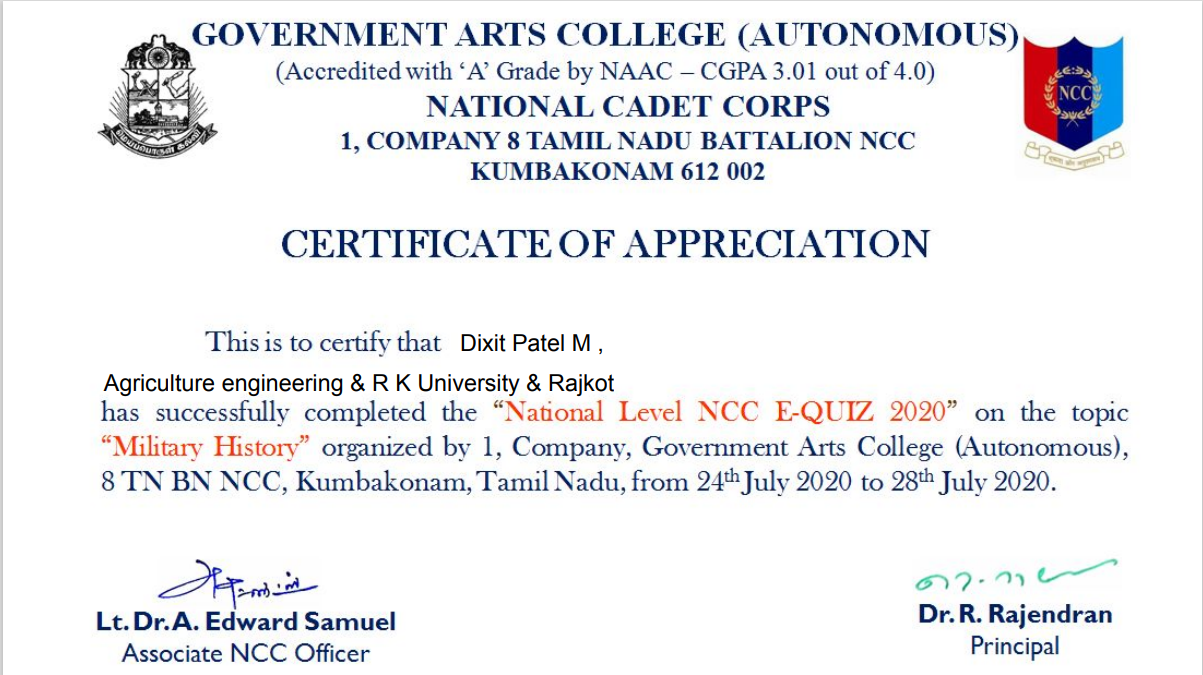 GOVERNMENT ARTS COLLEGE (AUTONOMOUS)
(Accredited with ‘A’ Grade by NAAC – CGPA 3.01 out of 4.0)
NATIONAL CADET CORPS
1, COMPANY 8 TAMIL NADU BATTALION NCC
KUMBAKONAM 612 002
NCC
CERTIFICATE OF APPRECIATION
This is to certify that Dixit Patel M ,
Agriculture engineering & R K University & Rajkot
has successfully completed the “National Level NCC E-QUIZ 2020” on the topic
“Military History” organized by 1, Company, Government Arts College (Autonomous),
8 TN BN NCC, Kumbakonam, Tamil Nadu, from 24th July 2020 to 28th July 2020.
Lt. Dr. A. Edward Samuel
Associate NCC Officer
Dr. R. Rajendran
Principal